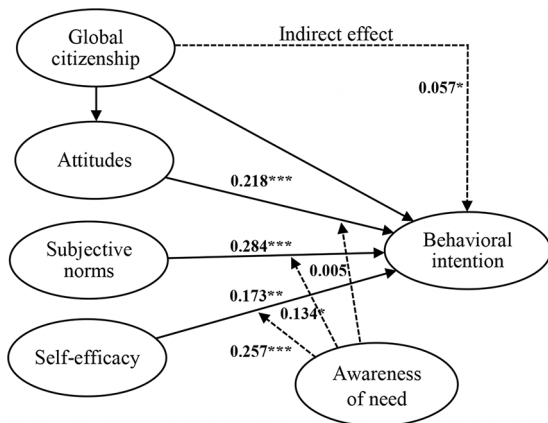 Global
citizenship
Indirect effect
0.057*
Attitudes
0.218***
Subjective
norms
0.284***
Behavioral
intention
0.005
0.173**
0.134*
Self-efficacy
0.257***
Awareness
of need